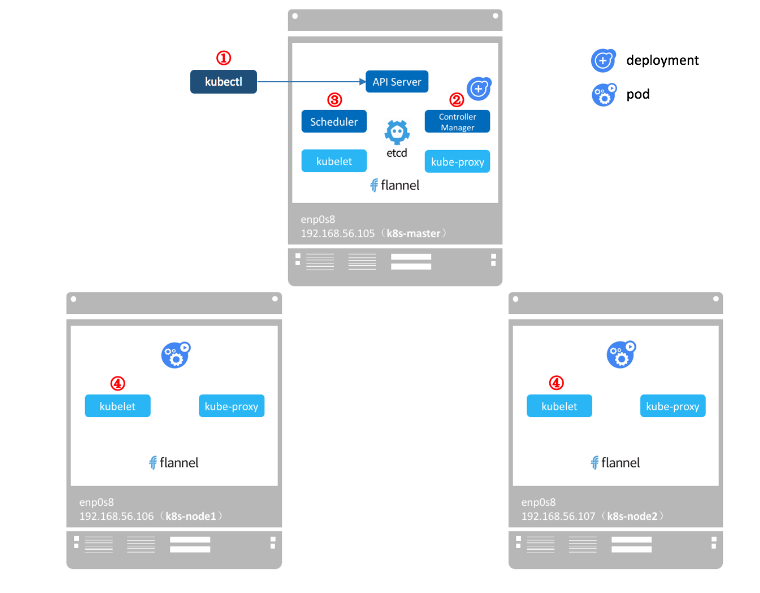 ①
kubectl
API Server
deployment
pod
③
②
Scheduler
Controller
Manager
etcd
kubelet
kube-proxy
flannel
enp0s8
192.168.56.105（k8s-master）
④
kubelet
kube-proxy
flannel
enp0s8
192.168.56.106（k8s-node1）
④
kubelet
kube-proxy
flannel
enp0s8
192.168.56.107（k8s-node2）